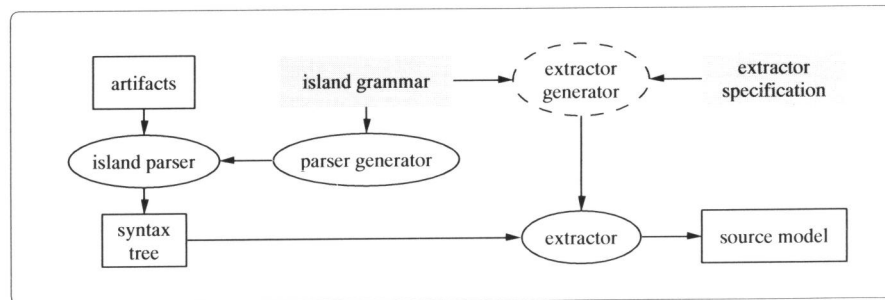 artifacts
island grammar
extractor
generator
extractor
specification
island parser
parser generator
syntax
tree
extractor
source model